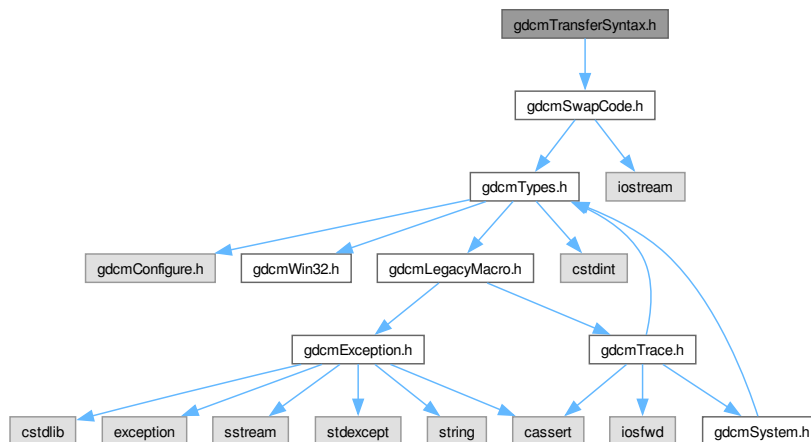 gdcmTransferSyntax.h
gdcmSwapCode.h
gdcmTypes.h
iostream
gdcmConfigure.h
gdcmWin32.h
gdcmLegacyMacro.h
cstdint
gdcmException.h
gdcmTrace.h
cstdlib
exception
sstream
stdexcept
string
cassert
iosfwd
gdcmSystem.h